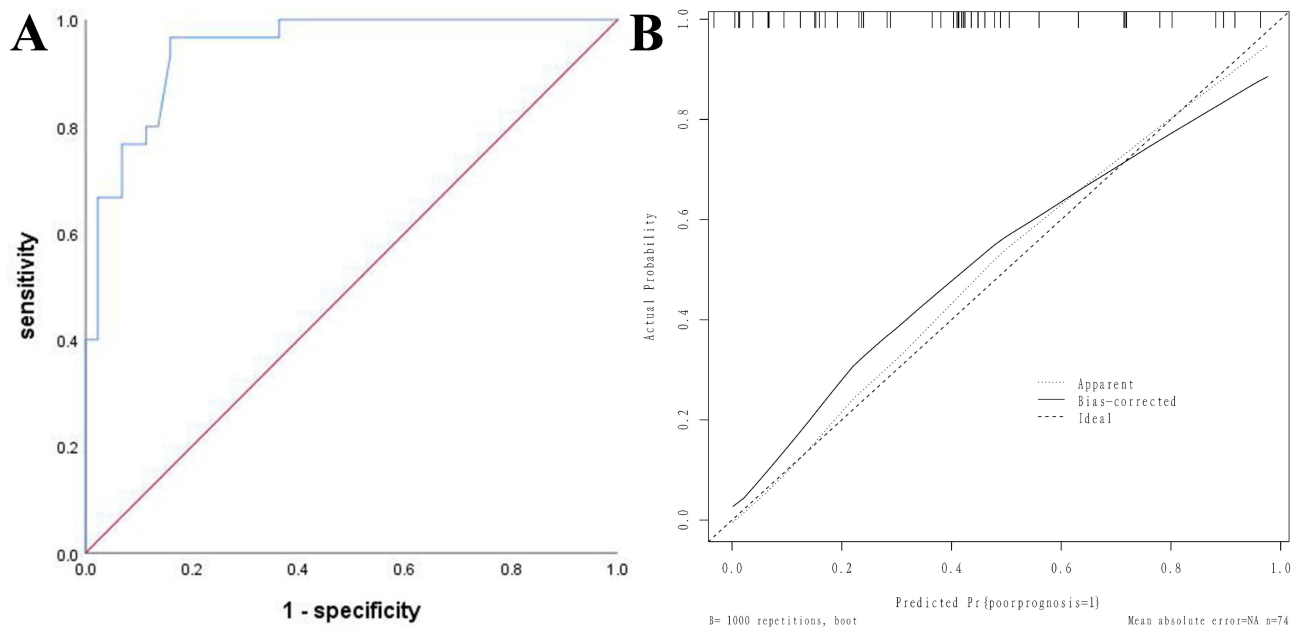 A
1.0
0.8
0.6
0.4
0.2
0.0
sensitivity
0.0 0.2 0.4 0.6 0.8 1.0
1 - specificity
B
1.0
0.8
0.6
0.4
0.2
0.0
Actual Probability
Apparent
Bias-corrected
Ideal
0.0 0.2 0.4 0.6 0.8 1.0
Predicted Pr{poorprognosis=1}
B= 1000 repetitions, boot
Mean absolute error=NA n=74